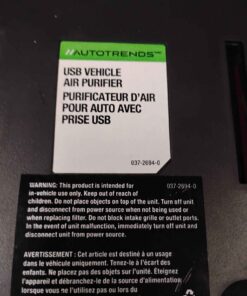 //AUTOTRENDS
USB VEHICLE
AIR PURIFIER
PURIFICATEUR D'AIR
POUR AUTO AVEC
PRISE USB
037-2694-0
WARNING: This product is intended for 037-2694-0
in-vehicle use only. Keep out of reach of
children. Do not place objects on top of the unit. Turn off unit
and disconnect from power source when not being used or
when replacing filter. Do not block intake grille or outlet ports.
In the event of unit malfunction, immediately turn off unit and
disconnect unit from power source.
AVERTISSEMENT : Cet article est destiné à un usage
dans le véhicule uniquement. Tenez-le à l'écart des
enfants. Ne placez pas des objets sur l'unité. Éteignez
l'appareil et débranchez-le de la source d'alimentation
lorsque vous ne l'utilisez pas ou lors du